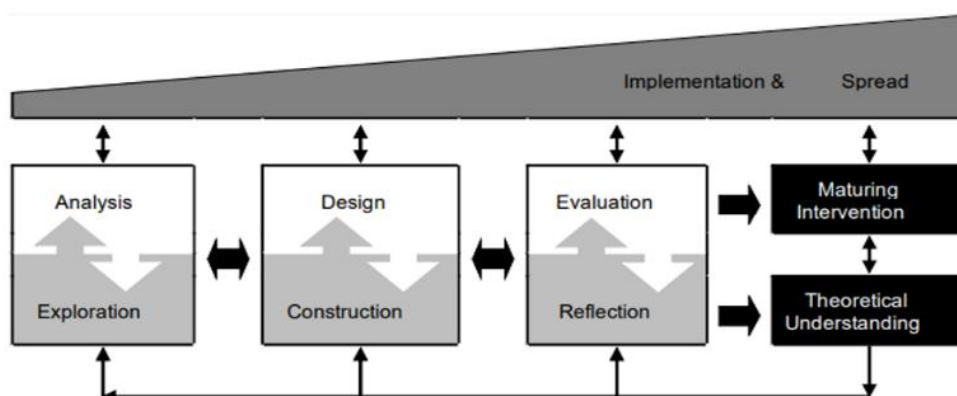 Implementation & Spread
Analysis
Exploration
Design
Construction
Evaluation
Reflection
Maturing
Intervention
Theoretical
Understanding